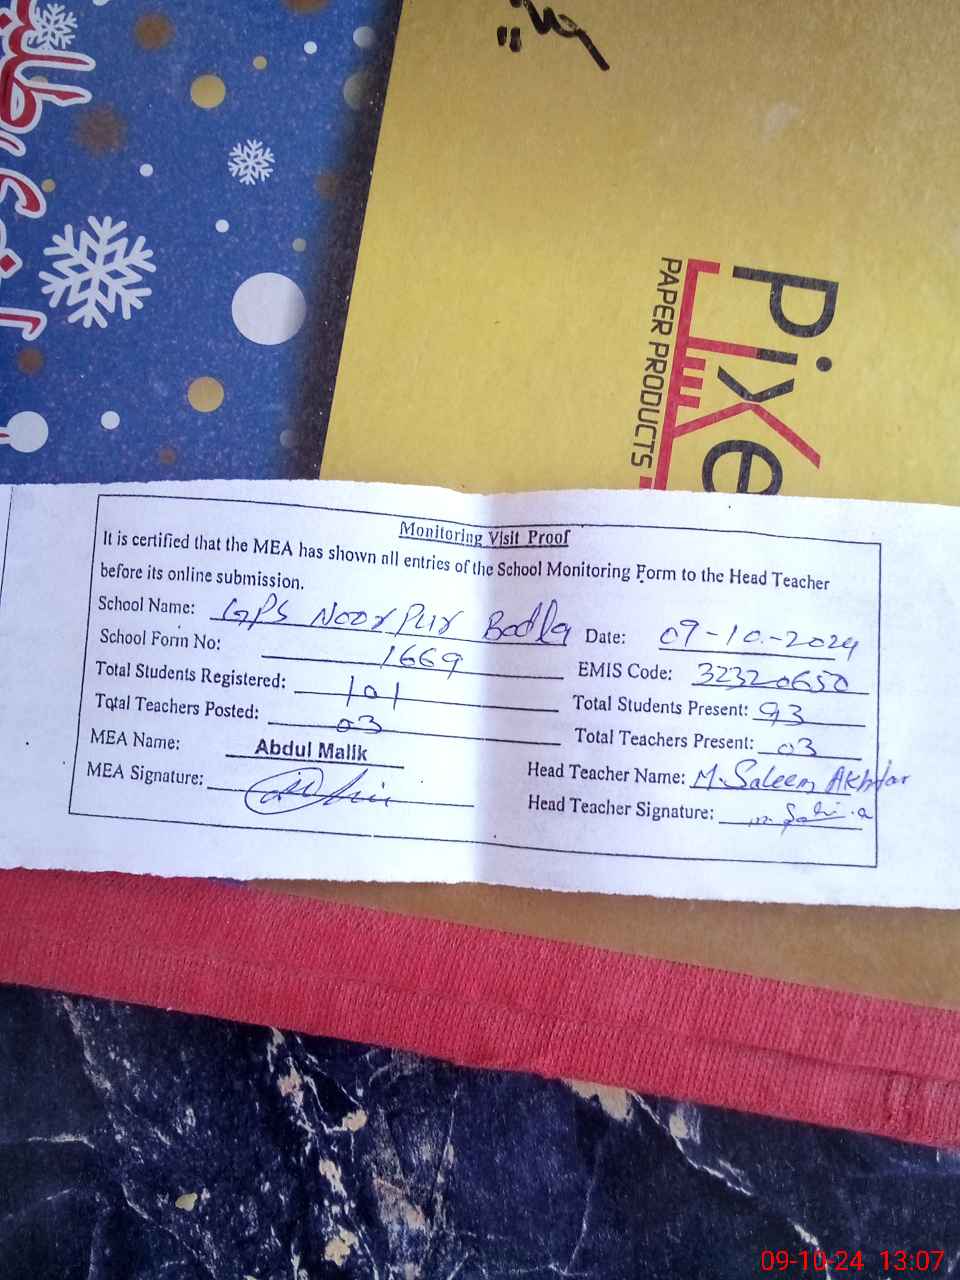 Pixe
PAPER PRODUCTS
Monitoring Visit Proof
It is certified that the MEA has shown all entries of the School Monitoring Form to the Head Teacher
before its online submission.
School Name: GPS Noor Pur Bodla Date: 09-10-2024
School Form No: 1669 EMIS Code: 32320650
Total Students Registered: 101 Total Students Present: 93
Total Teachers Posted: 03 Total Teachers Present: 03
MEA Name: Abdul Malik Head Teacher Name: M. Saleem Akhtar
MEA Signature: Head Teacher Signature:
09-10-24 13:07